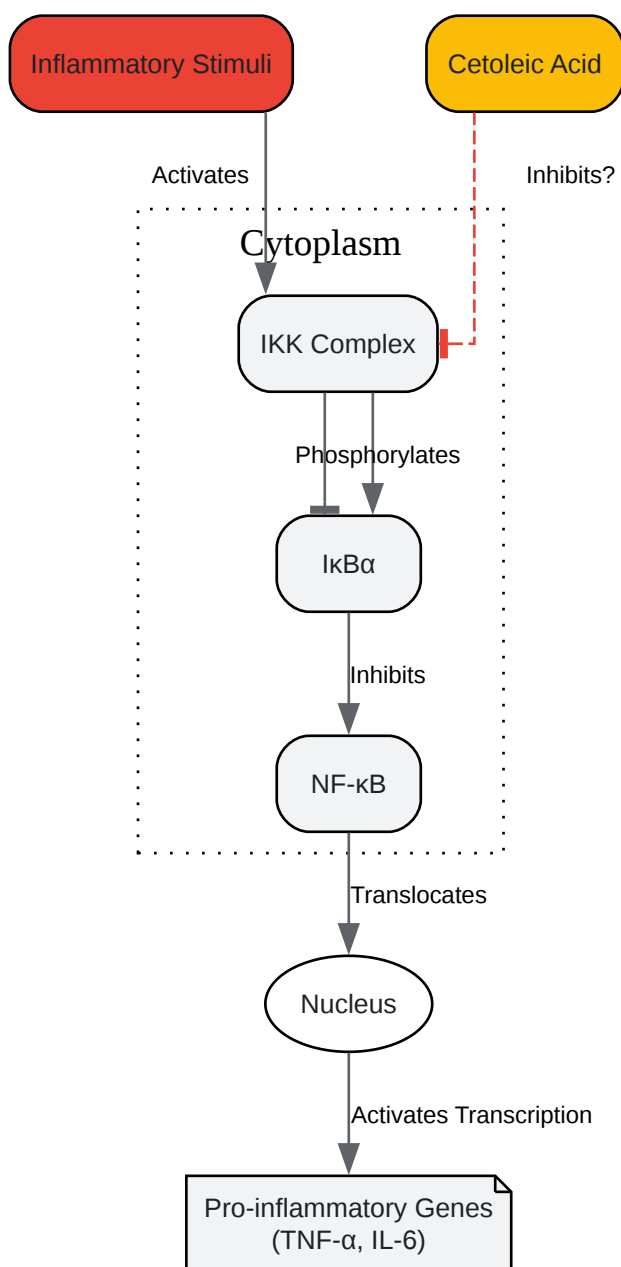 Inflammatory Stimuli
Cetoleic Acid
Activates
Inhibits?
Cytoplasm
IKK Complex
Phosphorylates
IκBα
Inhibits
NF-κB
Translocates
Nucleus
Activates Transcription
Pro-inflammatory Genes
(TNF-α, IL-6)